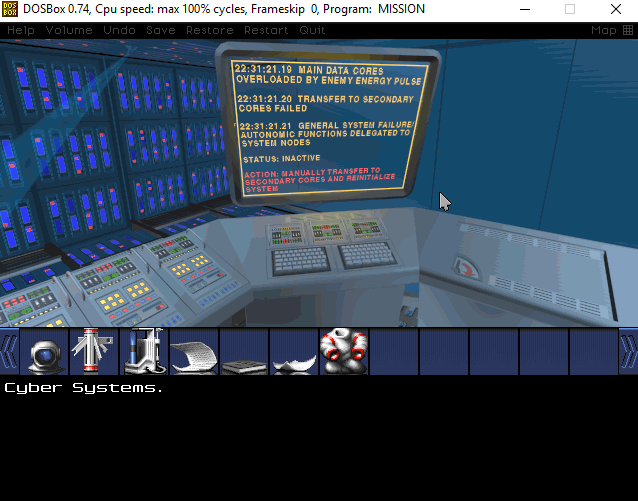 DOSBox 0.74, Cpu speed: max 100% cycles, Frameskip 0, Program: MISSION
Help Volume Undo Save Restore Restart Quit Map
22:31:21.19 MAIN DATA CORES
OVERLOADED BY ENEMY ENERGY PULSE
22:31:21.20 TRANSFER TO SECONDARY
CORES FAILED
22:31:21.21 GENERAL SYSTEM FAILURE/
AUTONOMIC FUNCTIONS DELEGATED TO
SYSTEM NODES
STATUS: INACTIVE
ACTION: MANUALLY TRANSFER TO
SECONDARY CORES AND REINITIALIZE
SYSTEM
Cyber Systems.